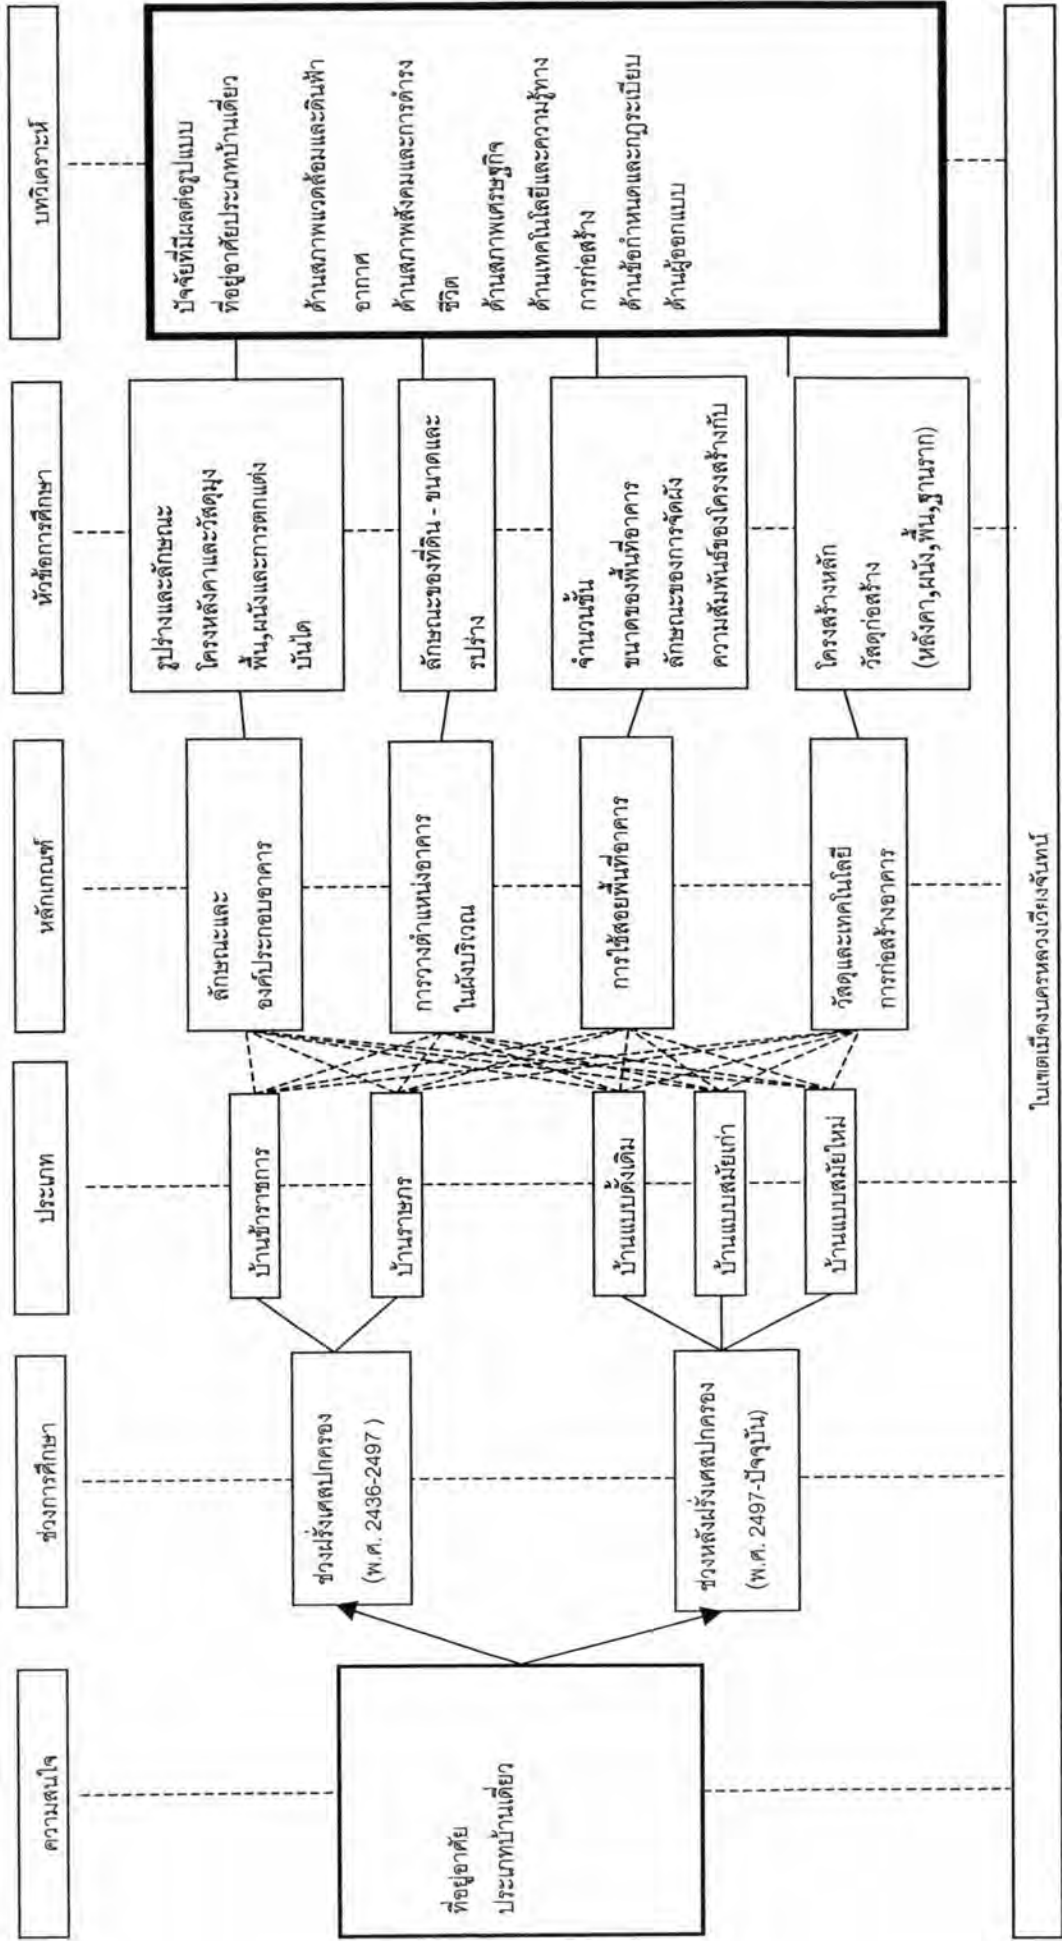 ความสนใจ
ช่วงการศึกษา
ประเภท
หลักเกณฑ์
หัวข้อการศึกษา
บทวิเคราะห์
ที่อยู่อาศัย
ประเภทบ้านเดี่ยว
ช่วงฝรั่งเศสปกครอง
(พ.ศ. 2436-2497 )
ช่วงหลังฝรั่งเศสปกครอง
(พ.ศ. 2497-ปัจจุบัน)
บ้านข้าราชการ
บ้านราษฎร
บ้านแบบดั้งเดิม
บ้านแบบสมัยเก่า
บ้านแบบสมัยใหม่
ลักษณะและ
องค์ประกอบอาคาร
การวางตำแหน่งอาคาร
ในผังบริเวณ
การใช้สอยพื้นที่อาคาร
วัสดุและเทคโนโลยี
การก่อสร้างอาคาร
รูปร่างและลักษณะ
โครงหลังคาและวัสดุมุง
พื้น,ผนังและการตกแต่ง
บันได
ลักษณะของที่ดิน - ขนาดและ
รูปร่าง
จำนวนชั้น
ขนาดของพื้นที่อาคาร
ลักษณะของการจัดผัง
ความสัมพันธ์ของโครงสร้างกับ
โครงสร้างหลัก
วัสดุก่อสร้าง
(หลังคา,ผนัง,พื้น,ฐานราก)
ปัจจัยที่มีผลต่อรูปแบบ
ที่อยู่อาศัยประเภทบ้านเดี่ยว
ด้านสภาพแวดล้อมและดินฟ้า
อากาศ
ด้านสภาพสังคมและการดำรง
ชีวิต
ด้านสภาพเศรษฐกิจ
ด้านเทคโนโลยีและความรู้ทาง
การก่อสร้าง
ด้านข้อกำหนดและกฎระเบียบ
ด้านผู้ออกแบบ
ในเขตเมืองนครหลวงเวียงจันทน์